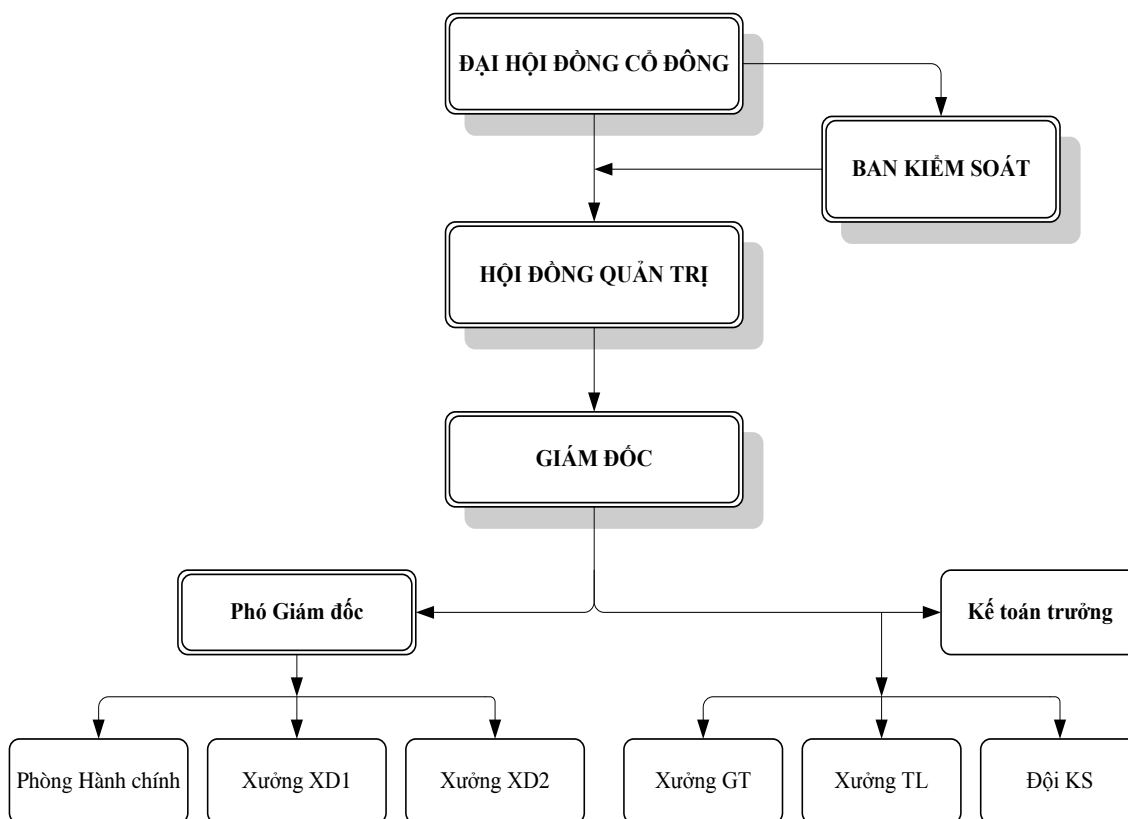 ĐẠI HỘI ĐỒNG CỔ ĐÔNG
BAN KIỂM SOÁT
HỘI ĐỒNG QUẢN TRỊ
GIÁM ĐỐC
Phó Giám đốc
Kế toán trưởng
Phòng Hành chính
Xưởng XD1
Xưởng XD2
Xưởng GT
Xưởng TL
Đội KS